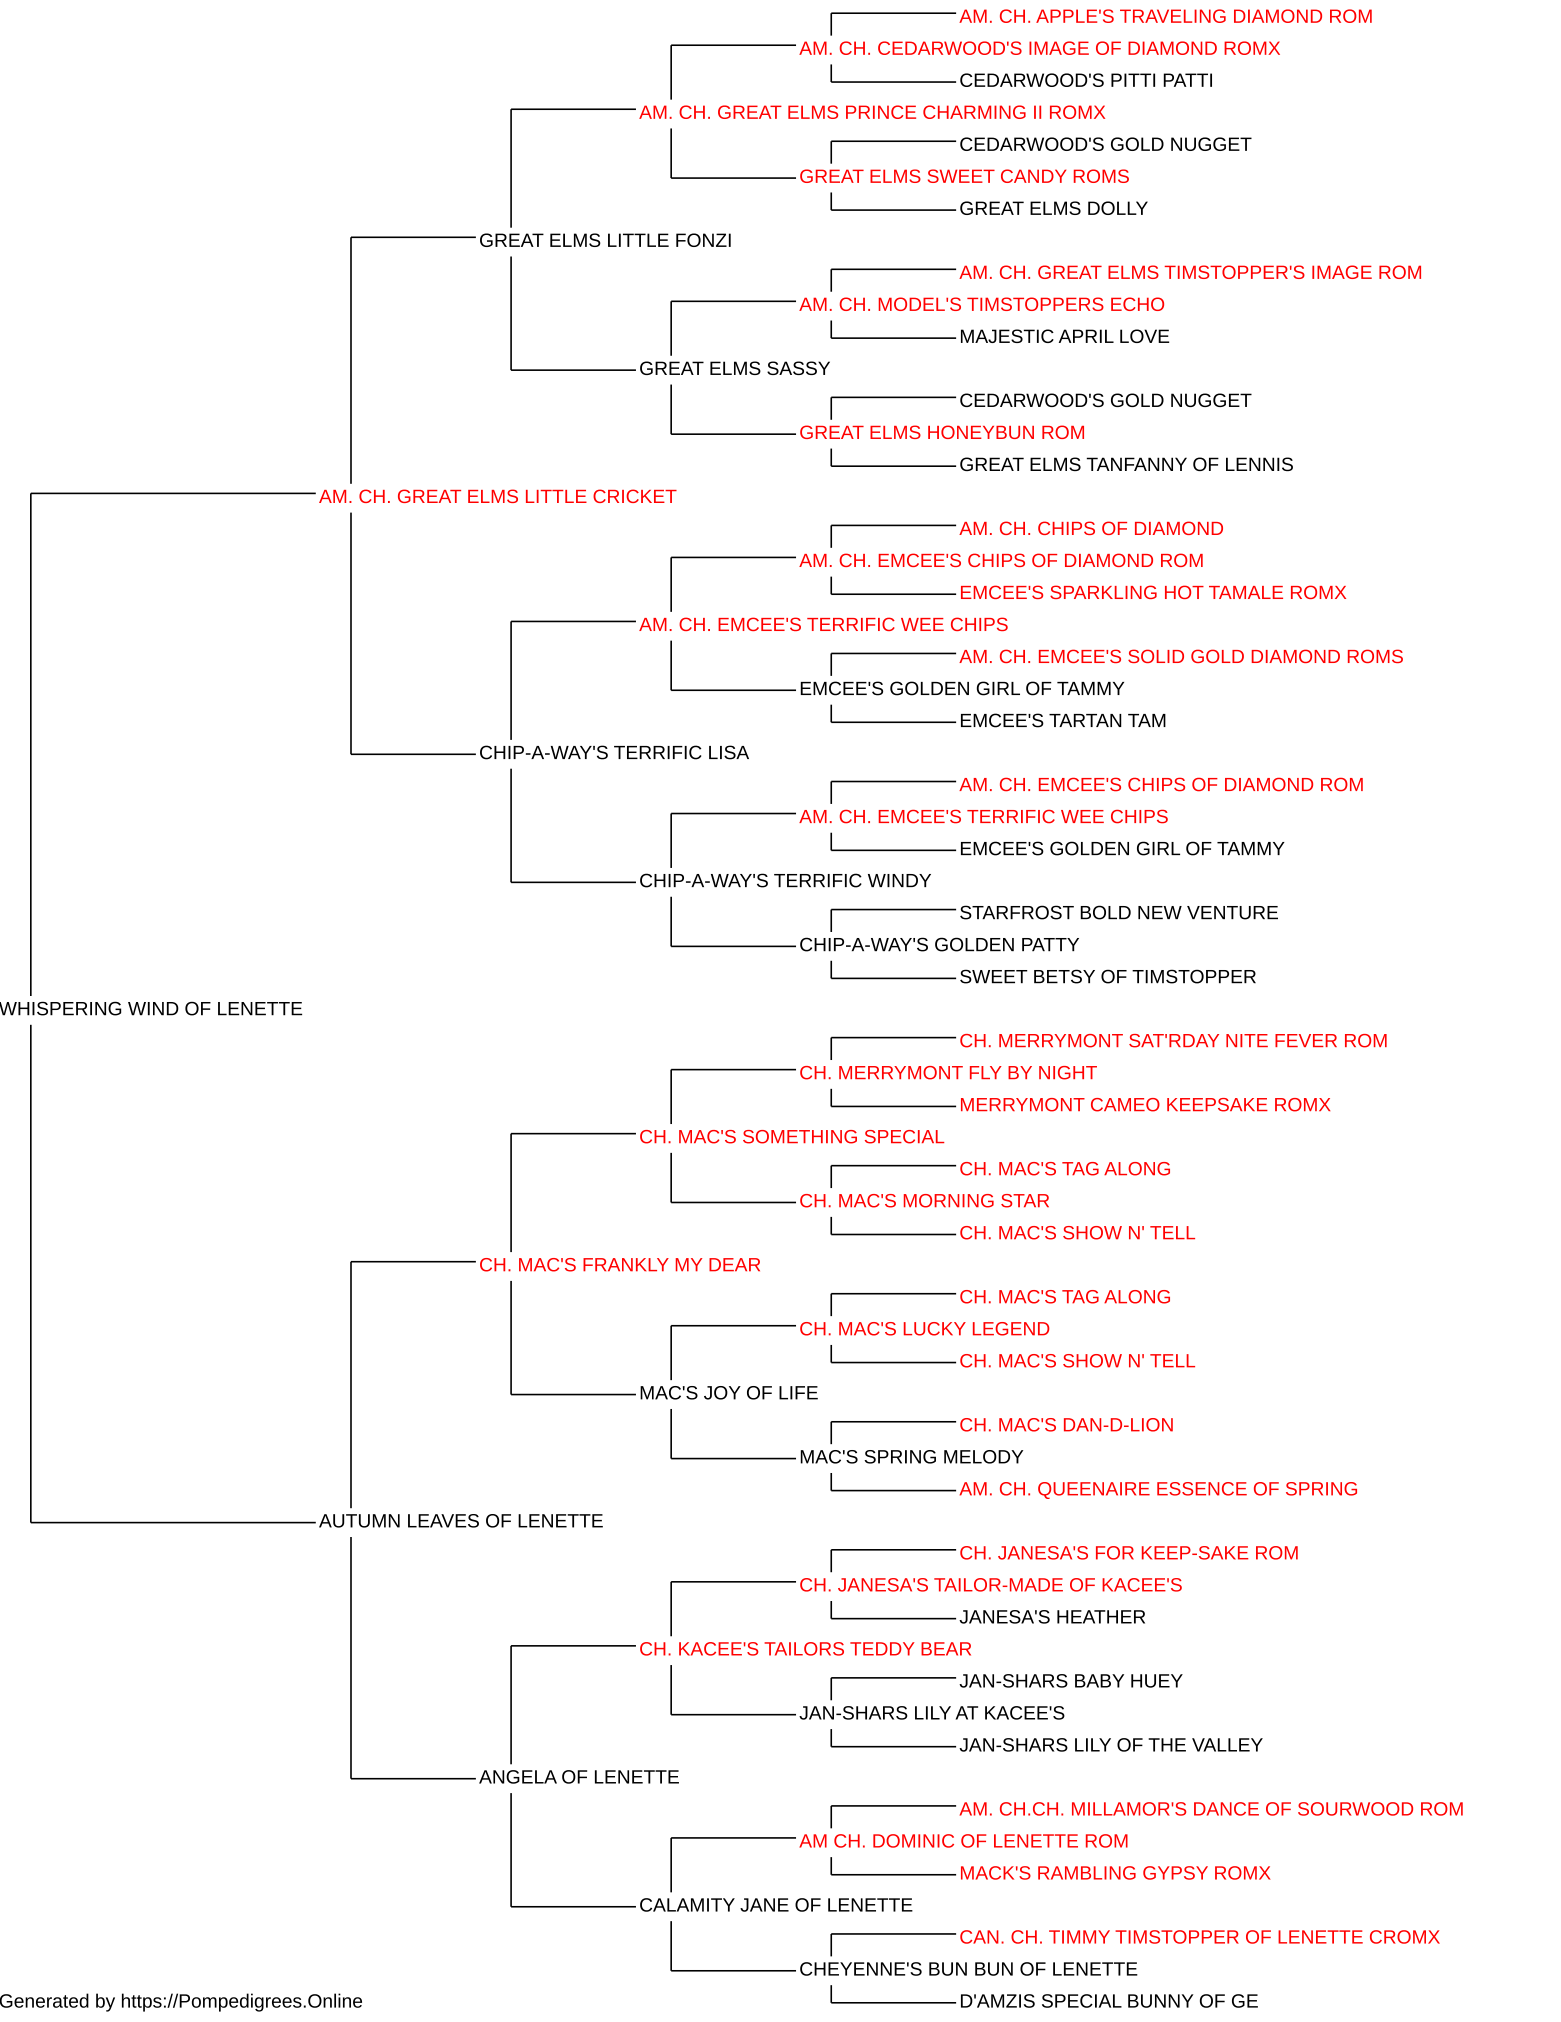 AM. CH. APPLE'S TRAVELING DIAMOND ROM
AM. CH. CEDARWOOD'S IMAGE OF DIAMOND ROMX
CEDARWOOD'S PITTI PATTI
AM. CH. GREAT ELMS PRINCE CHARMING II ROMX
CEDARWOOD'S GOLD NUGGET
GREAT ELMS SWEET CANDY ROMS
GREAT ELMS DOLLY
GREAT ELMS LITTLE FONZI
AM. CH. GREAT ELMS TIMSTOPPER'S IMAGE ROM
AM. CH. MODEL'S TIMSTOPPERS ECHO
MAJESTIC APRIL LOVE
GREAT ELMS SASSY
CEDARWOOD'S GOLD NUGGET
GREAT ELMS HONEYBUN ROM
GREAT ELMS TANFANNY OF LENNIS
AM. CH. GREAT ELMS LITTLE CRICKET
AM. CH. CHIPS OF DIAMOND
AM. CH. EMCEE'S CHIPS OF DIAMOND ROM
EMCEE'S SPARKLING HOT TAMALE ROMX
AM. CH. EMCEE'S TERRIFIC WEE CHIPS
AM. CH. EMCEE'S SOLID GOLD DIAMOND ROMS
EMCEE'S GOLDEN GIRL OF TAMMY
EMCEE'S TARTAN TAM
CHIP-A-WAY'S TERRIFIC LISA
AM. CH. EMCEE'S CHIPS OF DIAMOND ROM
AM. CH. EMCEE'S TERRIFIC WEE CHIPS
EMCEE'S GOLDEN GIRL OF TAMMY
CHIP-A-WAY'S TERRIFIC WINDY
STARFROST BOLD NEW VENTURE
CHIP-A-WAY'S GOLDEN PATTY
SWEET BETSY OF TIMSTOPPER
WHISPERING WIND OF LENETTE
CH. MERRYMONT SAT'RDAY NITE FEVER ROM
CH. MERRYMONT FLY BY NIGHT
MERRYMONT CAMEO KEEPSAKE ROMX
CH. MAC'S SOMETHING SPECIAL
CH. MAC'S TAG ALONG
CH. MAC'S MORNING STAR
CH. MAC'S SHOW N' TELL
CH. MAC'S FRANKLY MY DEAR
CH. MAC'S TAG ALONG
CH. MAC'S LUCKY LEGEND
CH. MAC'S SHOW N' TELL
MAC'S JOY OF LIFE
CH. MAC'S DAN-D-LION
MAC'S SPRING MELODY
AM. CH. QUEENAIRE ESSENCE OF SPRING
AUTUMN LEAVES OF LENETTE
CH. JANESA'S FOR KEEP-SAKE ROM
CH. JANESA'S TAILOR-MADE OF KACEE'S
JANESA'S HEATHER
CH. KACEE'S TAILORS TEDDY BEAR
JAN-SHARS BABY HUEY
JAN-SHARS LILY AT KACEE'S
JAN-SHARS LILY OF THE VALLEY
ANGELA OF LENETTE
AM. CH.CH. MILLAMOR'S DANCE OF SOURWOOD ROM
AM CH. DOMINIC OF LENETTE ROM
MACK'S RAMBLING GYPSY ROMX
CALAMITY JANE OF LENETTE
CAN. CH. TIMMY TIMSTOPPER OF LENETTE CROMX
CHEYENNE'S BUN BUN OF LENETTE
D'AMZIS SPECIAL BUNNY OF GE
Generated by https://Pompedigrees.Online